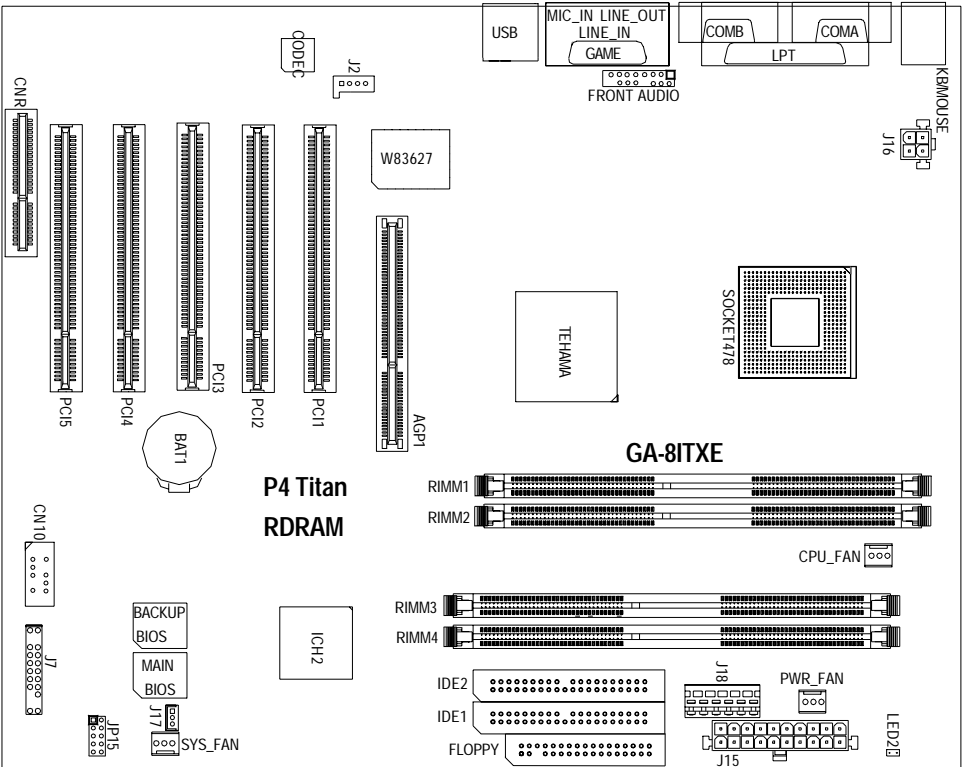 USB
MIC_IN LINE_OUT
LINE_IN
GAME
COMB
COMA
LPT
KB/MOUSE
CODEC
J2
FRONT AUDIO
CNR
J16
W83627
SOCKET478
TEHAMA
PCI5
PCI4
PCI3
PCI2
PCI1
AGP1
BAT1
GA-8ITXE
P4 Titan
RDRAM
RIMM1
RIMM2
CN10
CPU_FAN
RIMM3
RIMM4
BACKUP
BIOS
ICH2
J7
MAIN
BIOS
IDE2
J18
PWR_FAN
IDE1
J17
JP15
SYS_FAN
FLOPPY
J15
LED2